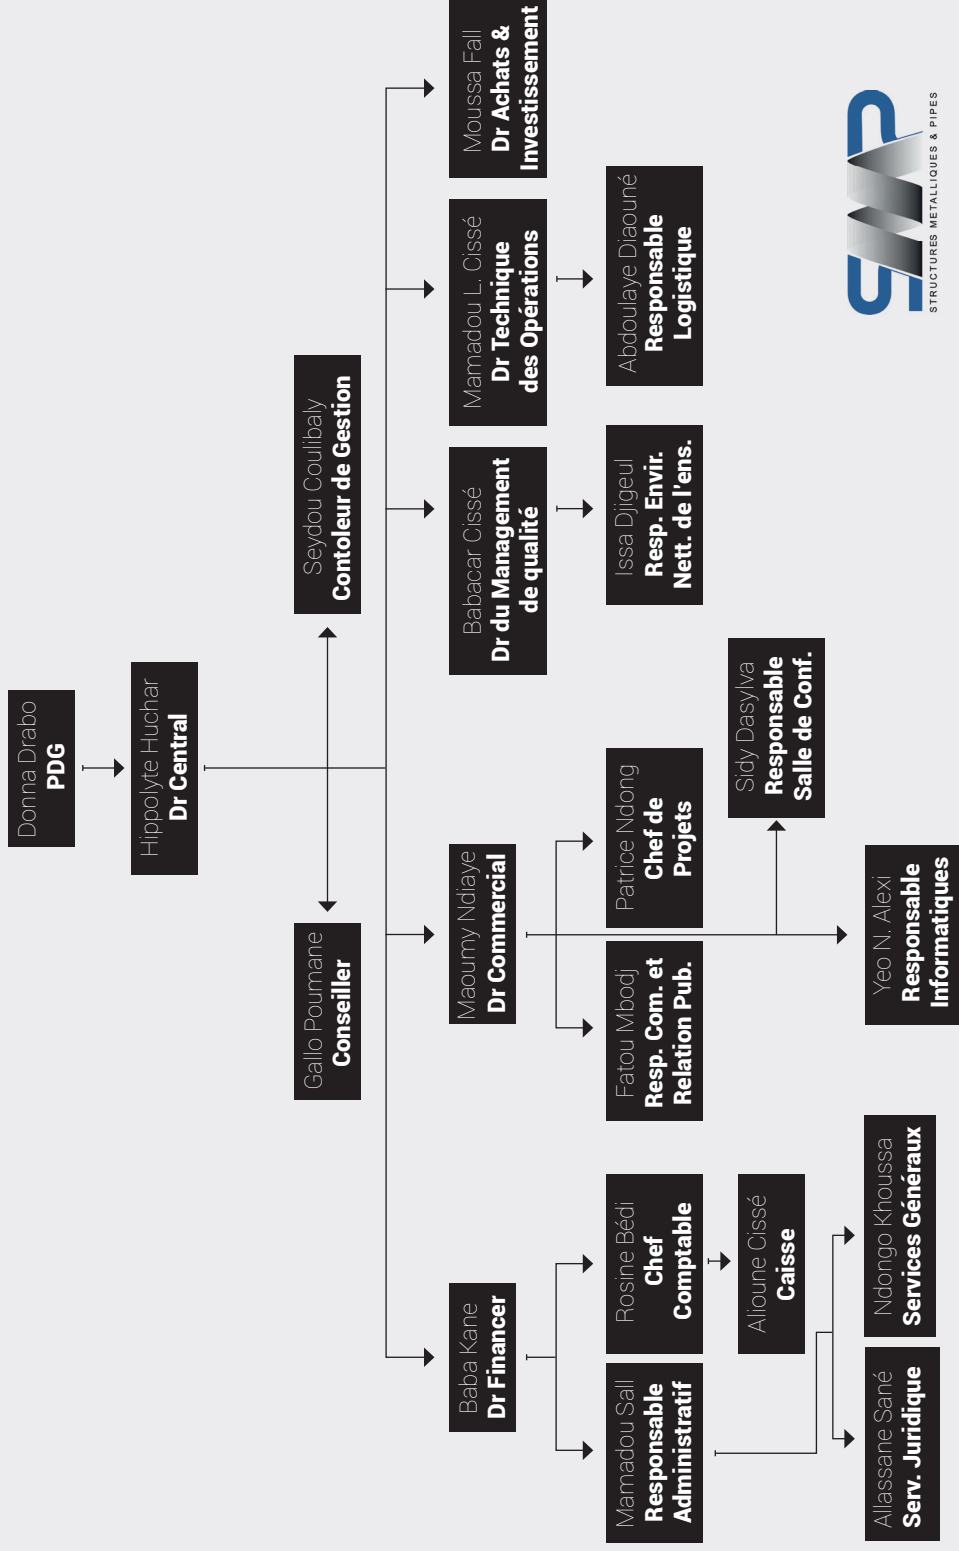 Donna Drabo
PDG
Hippolyte Huchar
Dr Central
Gallo Poumane
Conseiller
Seydou Coulibaly
Contoleur de Gestion
Baba Kane
Dr Financer
Maoumy Ndiaye
Dr Commercial
Babacar Cissé
Dr du Management
de qualité
Mamadou L. Cissé
Dr Technique
des Opérations
Moussa Fall
Dr Achats &
Investissement
Mamadou Sall
Responsable
Administratif
Rosine Bédi
Chef
Comptable
Fatou Mbodj
Resp. Com. et
Relation Pub.
Patrice Ndong
Chef de
Projets
Issa Djigeul
Resp. Envir.
Nett. de l'ens.
Abdoulaye Diaouné
Responsable
Logistique
Alioune Cissé
Caisse
Sidy Dasylva
Responsable
Salle de Conf.
Allassane Sané
Serv. Juridique
Ndongo Khoussa
Services Généraux
Yeo N. Alexi
Responsable
Informatiques
SMP
STRUCTURES METALLIQUES & PIPES